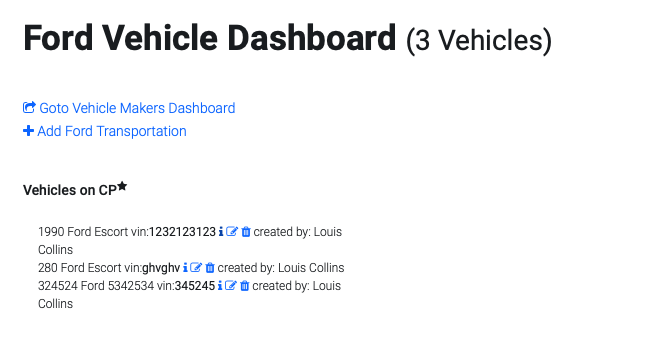 Ford Vehicle Dashboard (3 Vehicles)
Goto Vehicle Makers Dashboard
Add Ford Transportation
Vehicles on CP
1990 Ford Escort vin:1232123123 created by: Louis
Collins
280 Ford Escort vin:ghvghv created by: Louis Collins
324524 Ford 5342534 vin:345245 created by: Louis
Collins